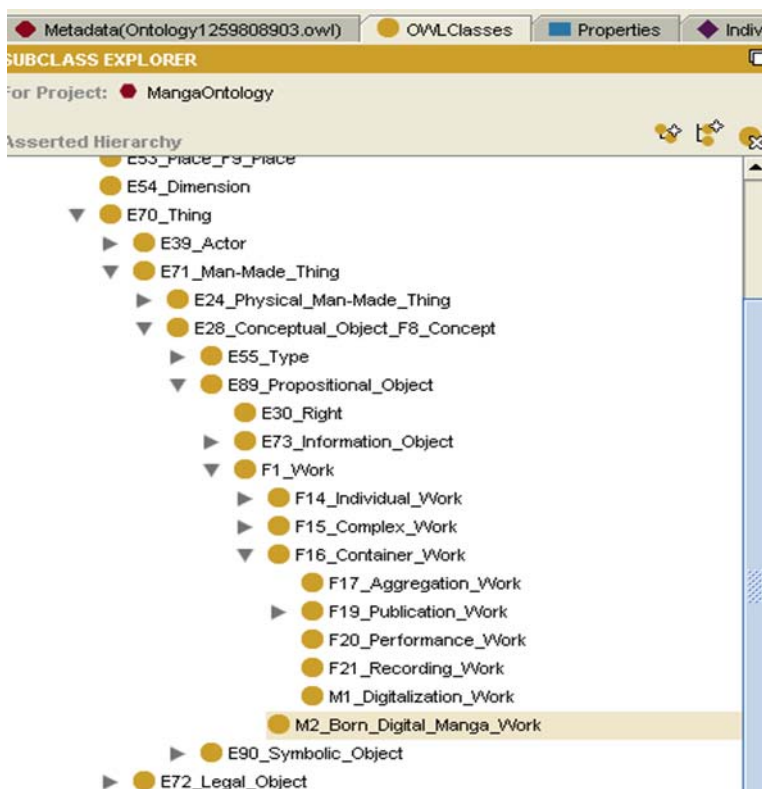 Metadata(Ontology1259808903.owl) OWLClasses Properties Indiv
SUBCLASS EXPLORER
For Project: MangaOntology
Asserted Hierarchy
E53_Place_F9_Place
E54_Dimension
E70_Thing
E39_Actor
E71_Man-Made_Thing
E24_Physical_Man-Made_Thing
E28_Conceptual_Object_F8_Concept
E55_Type
E89_Propositional_Object
E30_Right
E73_Information_Object
F1_Work
F14_Individual_Work
F15_Complex_Work
F16_Container_Work
F17_Aggregation_Work
F19_Publication_Work
F20_Performance_Work
F21_Recording_Work
M1_Digitalization_Work
M2_Born_Digital_Manga_Work
E90_Symbolic_Object
E72_Legal_Object